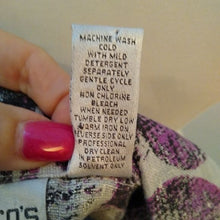 MACHINE WASH
COLD
WITH MILD
DETERGENT
SEPARATELY
GENTLE CYCLE
ONLY
NON CHLORINE
BLEACH
WHEN NEEDED
TUMBLE DRY LOW
WARM IRON ON
REVERSE SIDE ONLY
PROFESSIONAL
DRY CLEAN
IN PETROLEUM
SOLVENT ONLY